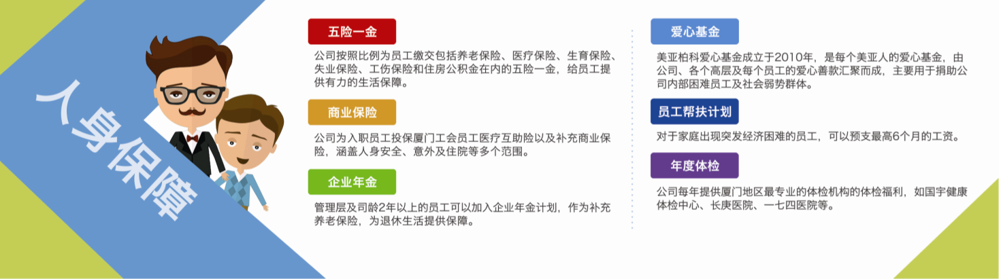 人身保障
五险一金
公司按照比例为员工缴交包括养老保险、医疗保险、生育保险、
失业保险、工伤保险和住房公积金在内的五险一金，给员工提
供有力的生活保障。
商业保险
公司为入职员工投保厦门工会员工医疗互助险以及补充商业保
险，涵盖人身安全、意外及住院等多个范围。
企业年金
管理层及司龄2年以上的员工可以加入企业年金计划，作为补充
养老保险，为退休生活提供保障。
爱心基金
美亚柏科爱心基金成立于2010年，是每个美亚人的爱心基金，由
公司、各个高层及每个员工的爱心善款汇聚而成，主要用于捐助公
司内部困难员工及社会弱势群体。
员工帮扶计划
对于家庭出现突发经济困难的员工，可以预支最高6个月的工资。
年度体检
公司每年提供厦门地区最专业的体检机构的体检福利，如国宇健康
体检中心、长庚医院、一七四医院等。